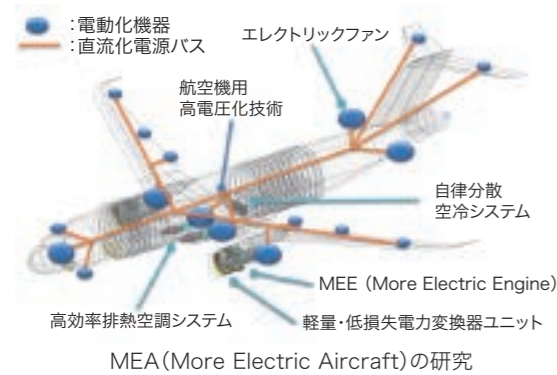 ：電動化機器
：直流化電源バス
エレクトリックファン
航空機用
高電圧化技術
自律分散
空冷システム
MEE（More Electric Engine）
高効率排熱空調システム
軽量・低損失電力変換器ユニット
MEA（More Electric Aircraft）の研究